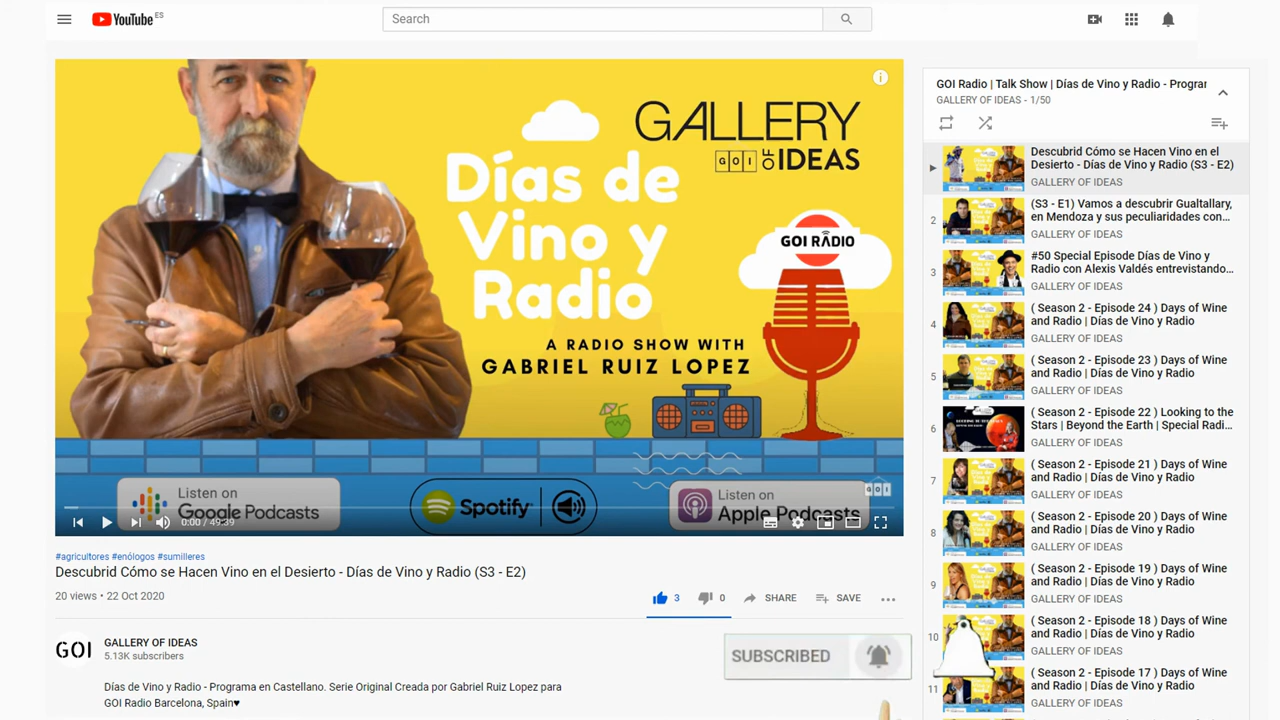 YouTube ES
Search
GALLERY
GOI OF IDEAS
Días de
Vino y
Radio
GOI RADIO
A RADIO SHOW WITH
GABRIEL RUIZ LOPEZ
Listen on
Google Podcasts
Spotify
Listen on
Apple Podcasts
GOI
0:00 / 49:39
#agricultores #enólogos #sumilleres
Descubrid Cómo se Hacen Vino en el Desierto - Días de Vino y Radio (S3 - E2)
20 views • 22 Oct 2020
3
0
SHARE
SAVE
GOI
GALLERY OF IDEAS
5.13K subscribers
SUBSCRIBED
Días de Vino y Radio - Programa en Castellano. Serie Original Creada por Gabriel Ruiz Lopez para
GOI Radio Barcelona, Spain♥
GOI Radio | Talk Show | Días de Vino y Radio - Prograr
GALLERY OF IDEAS - 1/50
Descubrid Cómo se Hacen Vino en el
Desierto - Días de Vino y Radio (S3 - E2)
GALLERY OF IDEAS
2
(S3 - E1) Vamos a descubrir Gualtallary,
en Mendoza y sus peculiaridades con...
GALLERY OF IDEAS
3
#50 Special Episode Días de Vino y
Radio con Alexis Valdés entrevistando...
GALLERY OF IDEAS
4
( Season 2 - Episode 24 ) Days of Wine
and Radio | Días de Vino y Radio
GALLERY OF IDEAS
5
( Season 2 - Episode 23 ) Days of Wine
and Radio | Días de Vino y Radio
GALLERY OF IDEAS
6
( Season 2 - Episode 22 ) Looking to the
Stars | Beyond the Earth | Special Radi...
GALLERY OF IDEAS
7
( Season 2 - Episode 21 ) Days of Wine
and Radio | Días de Vino y Radio
GALLERY OF IDEAS
8
( Season 2 - Episode 20 ) Days of Wine
and Radio | Días de Vino y Radio
GALLERY OF IDEAS
9
( Season 2 - Episode 19 ) Days of Wine
and Radio | Días de Vino y Radio
GALLERY OF IDEAS
10
( Season 2 - Episode 18 ) Days of Wine
and Radio | Días de Vino y Radio
GALLERY OF IDEAS
11
( Season 2 - Episode 17 ) Days of Wine
and Radio | Días de Vino y Radio
GALLERY OF IDEAS